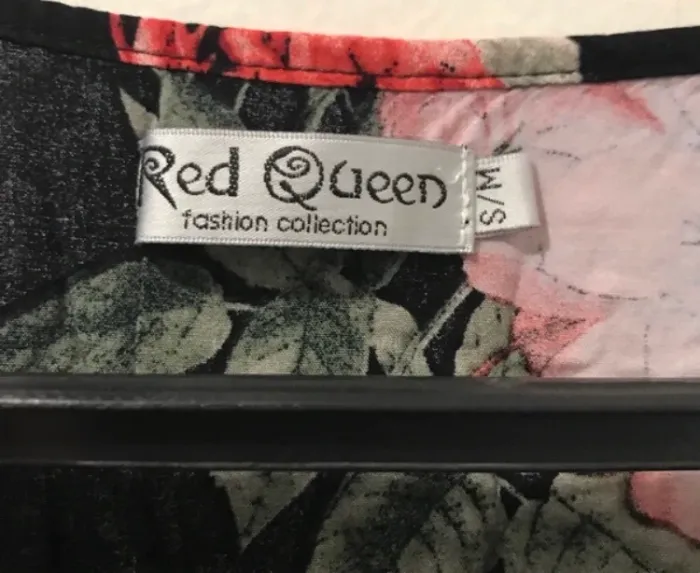 Red Queen
fashion collection
S/M